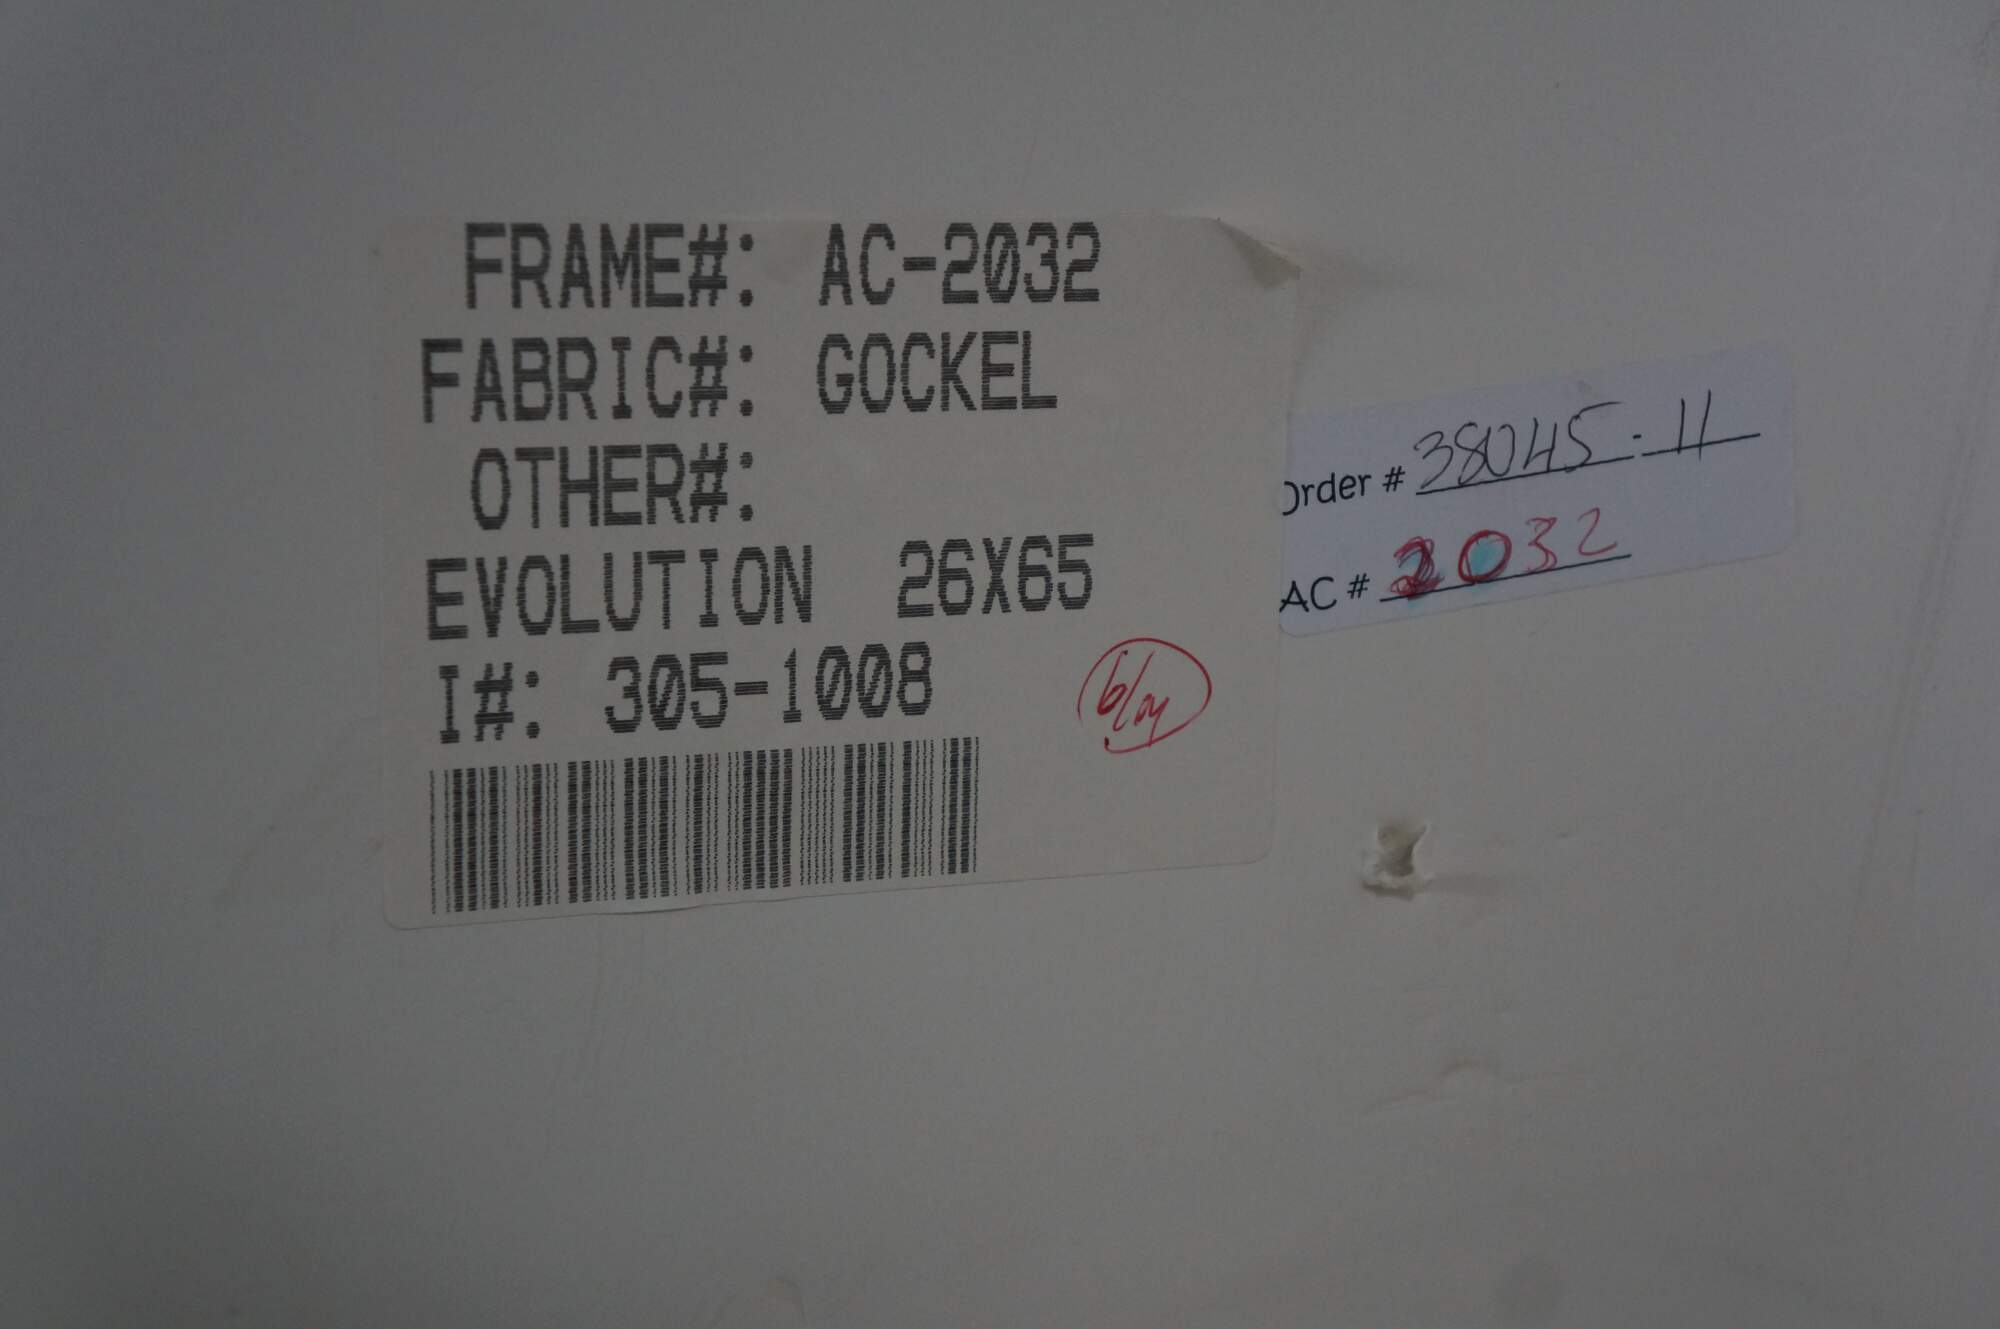 FRAME#: AC-2032
FABRIC#: GOCKEL
OTHER#:
EVOLUTION 26X65
I#: 305-1008
Order # 38045-11
AC # 2032